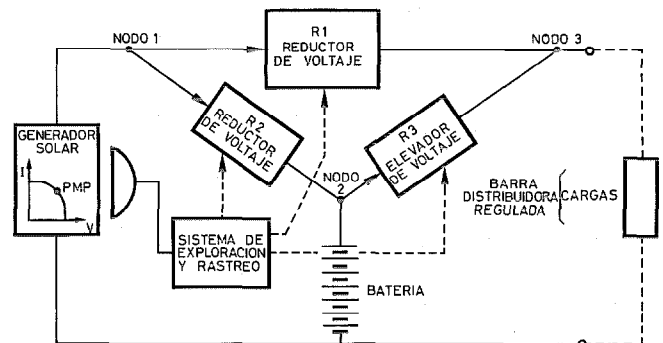 R1
REDUCTOR
DE VOLTAJE
NODO 1
NODO 3
R2
REDUCTOR
DE VOLTAJE
R3
ELEVADOR
DE VOLTAJE
GENERADOR
SOLAR
I
PMP
V
NODO
2
SISTEMA DE
EXPLORACION
Y RASTREO
BATERIA
BARRA
DISTRIBUIDORA
REGULADA
CARGAS